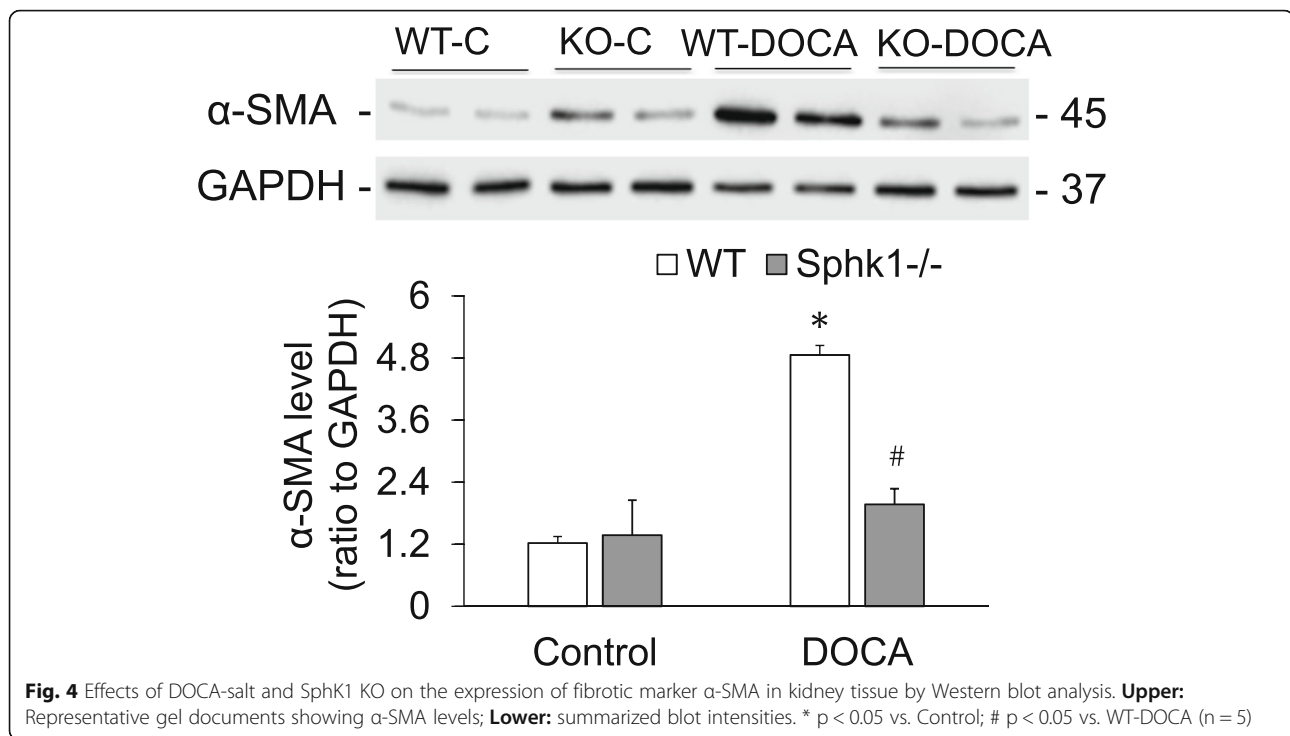 WT-C KO-C WT-DOCA KO-DOCA
α-SMA - - 45
GAPDH - - 37
WT Sphk1-/-
α-SMA level
(ratio to GAPDH)
6
4.8
3.6
2.4
1.2
0
*
#
Control DOCA
Fig. 4 Effects of DOCA-salt and SphK1 KO on the expression of fibrotic marker α-SMA in kidney tissue by Western blot analysis. Upper:
Representative gel documents showing α-SMA levels; Lower: summarized blot intensities. * p < 0.05 vs. Control; # p < 0.05 vs. WT-DOCA (n = 5)